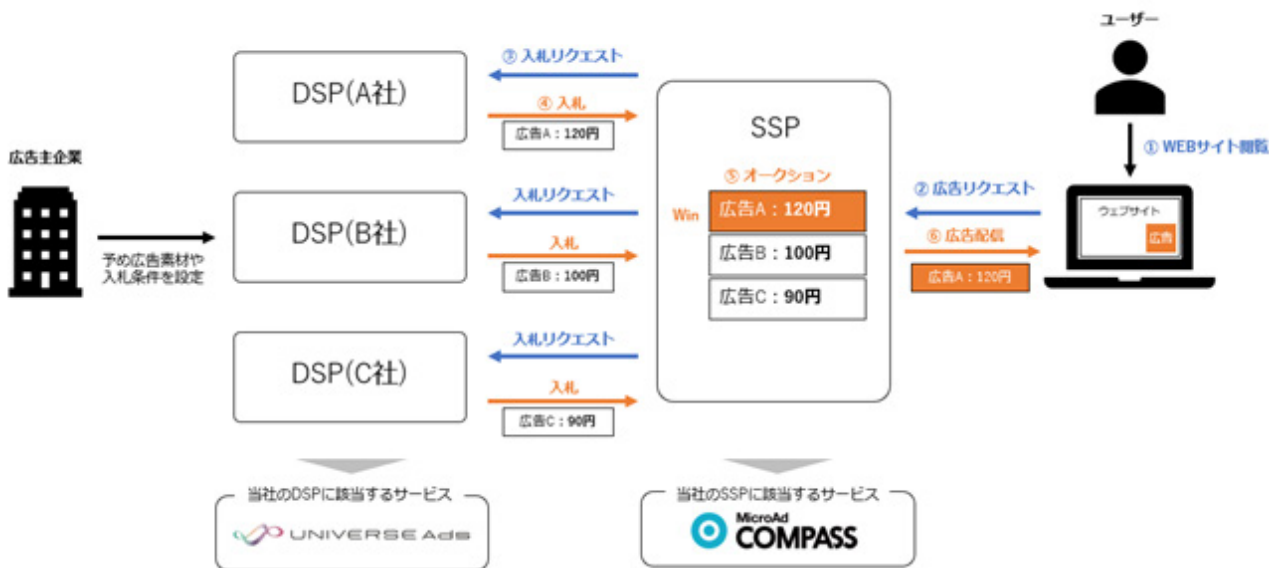 ユーザー
① WEBサイト閲覧
広告主企業
予め広告素材や
入札条件を設定
DSP(A社)
③ 入札リクエスト
④ 入札
広告A：120円
DSP(B社)
入札リクエスト
入札
広告B：100円
DSP(C社)
入札リクエスト
入札
広告C：90円
SSP
⑤ オークション
Win
広告A：120円
広告B：100円
広告C：90円
② 広告リクエスト
⑥ 広告配信
広告A：120円
ウェブサイト
広告
当社のDSPに該当するサービス
UNIVERSE Ads
当社のSSPに該当するサービス
MicroAd
COMPASS